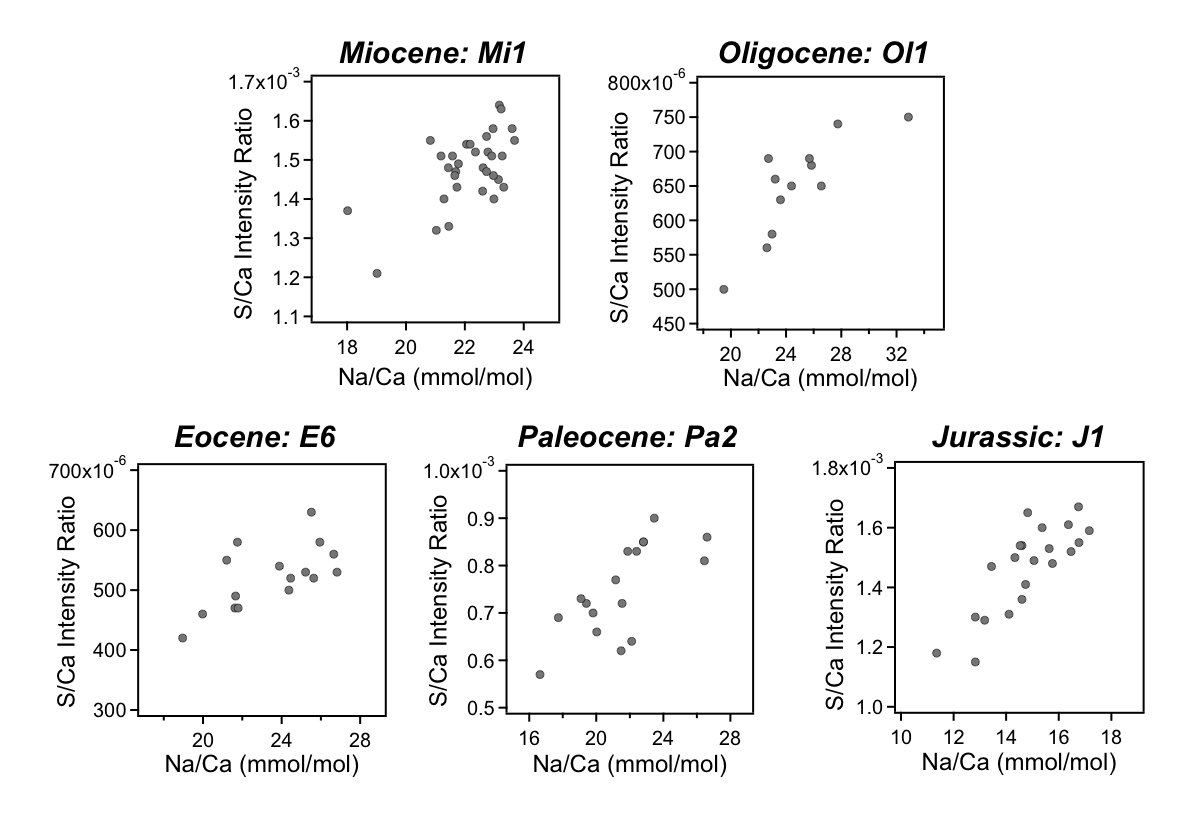 Miocene: Mi1
1.7x10-3
1.6
1.5
1.4
1.3
1.2
1.1
S/Ca Intensity Ratio
18 20 22 24
Na/Ca (mmol/mol)
Oligocene: Ol1
800x10-6
750
700
650
600
550
500
450
S/Ca Intensity Ratio
20 24 28 32
Na/Ca (mmol/mol)
Eocene: E6
700x10-6
600
500
400
300
S/Ca Intensity Ratio
20 24 28
Na/Ca (mmol/mol)
Paleocene: Pa2
1.0x10-3
0.9
0.8
0.7
0.6
0.5
S/Ca Intensity Ratio
16 20 24 28
Na/Ca (mmol/mol)
Jurassic: J1
1.8x10-3
1.6
1.4
1.2
1.0
S/Ca Intensity Ratio
10 12 14 16 18
Na/Ca (mmol/mol)